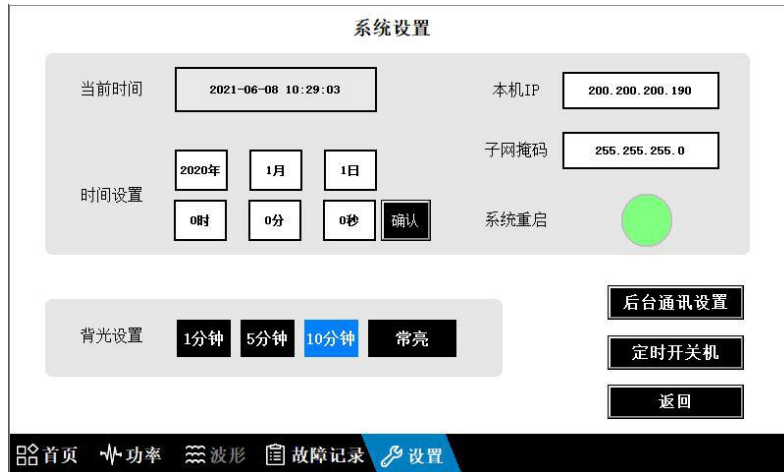 系统设置
当前时间 2021-06-08 10:29:03 本机IP 200.200.200.190
子网掩码 255.255.255.0
时间设置 2020年 1月 1日
0时 0分 0秒 确认 系统重启
后台通讯设置
背光设置 1分钟 5分钟 10分钟 常亮
定时开关机
返回
首页 功率 波形 故障记录 设置